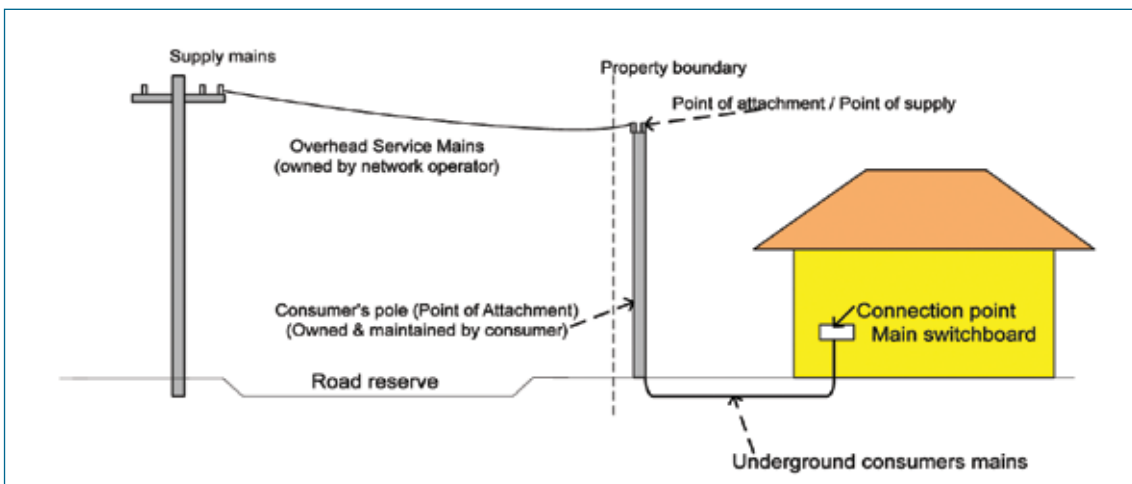 Supply mains
Property boundary
Point of attachment / Point of supply
Overhead Service Mains
(owned by network operator)
Consumer's pole (Point of Attachment)
(Owned & maintained by consumer)
Connection point
Main switchboard
Road reserve
Underground consumers mains